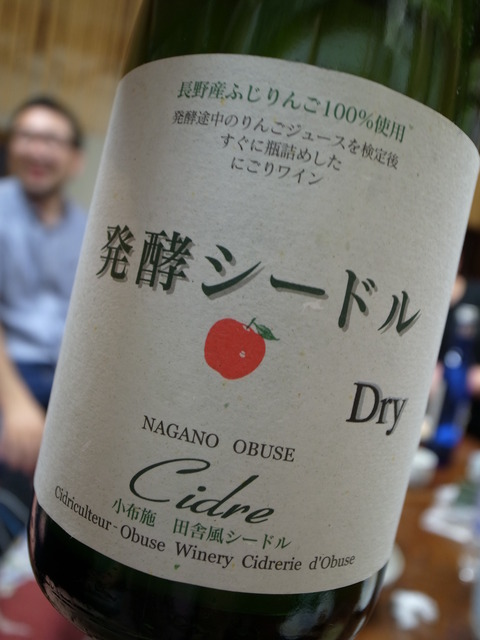 長野産ふじりんご100%使用
発酵途中のりんごジュースを検定後
すぐに瓶詰めした
にごりワイン
発酵シードル
Dry
NAGANO OBUSE
Cidre
小布施 田舎風シードル
Cidriculteur-Obuse Winery Cidrerie d'Obuse